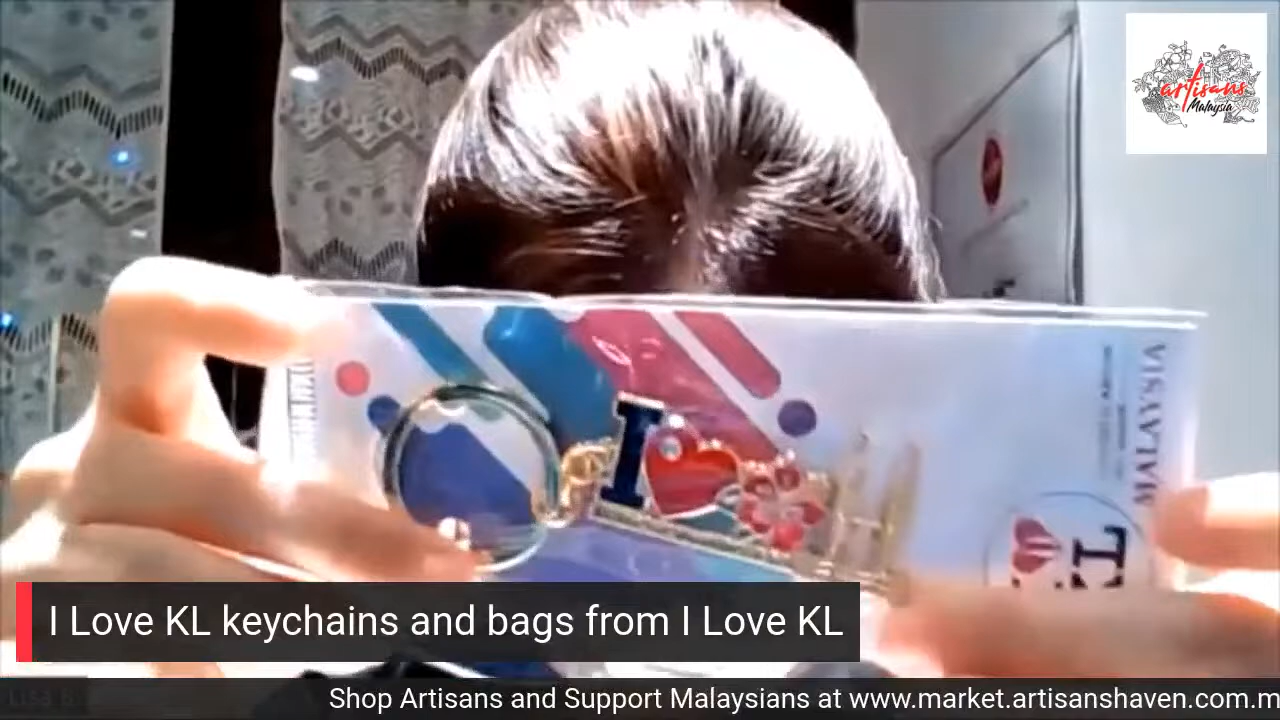 artisans
Malaysia
I
MALAYSIA
I
I Love KL keychains and bags from I Love KL
Shop Artisans and Support Malaysians at www.market.artisanshaven.com.m